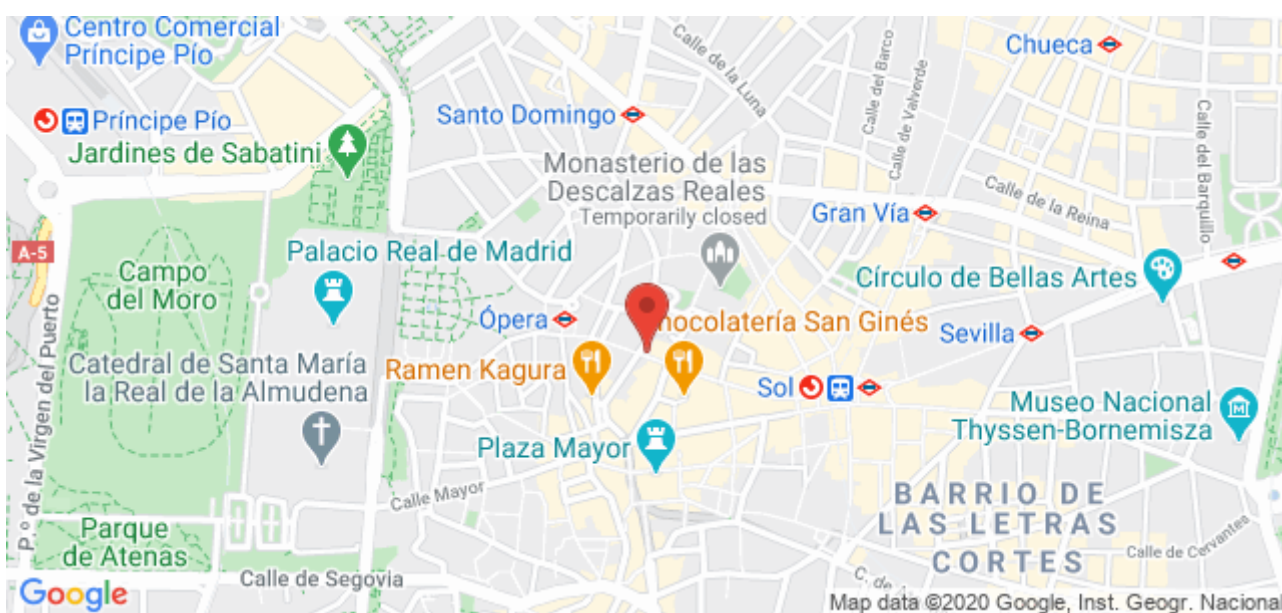 Centro Comercial
Príncipe Pío
Chueca
Calle de la Luna
Calle del Barco
Calle de Valverde
Calle del Barquillo
Santo Domingo
Príncipe Pío
Jardines de Sabatini
Monasterio de las
Descalzas Reales
Temporarily closed
Calle de la Reina
Gran Vía
A-5
Palacio Real de Madrid
Campo
del Moro
Círculo de Bellas Artes
Ópera
hocolatería San Ginés
Sevilla
P.º de la Virgen del Puerto
Catedral de Santa María
la Real de la Almudena
Ramen Kagura
Sol
Museo Nacional
Thyssen-Bornemisza
Plaza Mayor
Calle Mayor
BARRIO DE
LAS LETRAS
CORTES
Parque
de Atenas
Calle de Cervantes
Calle de Segovia
C. de
Google
Map data ©2020 Google, Inst. Geogr. Naciona